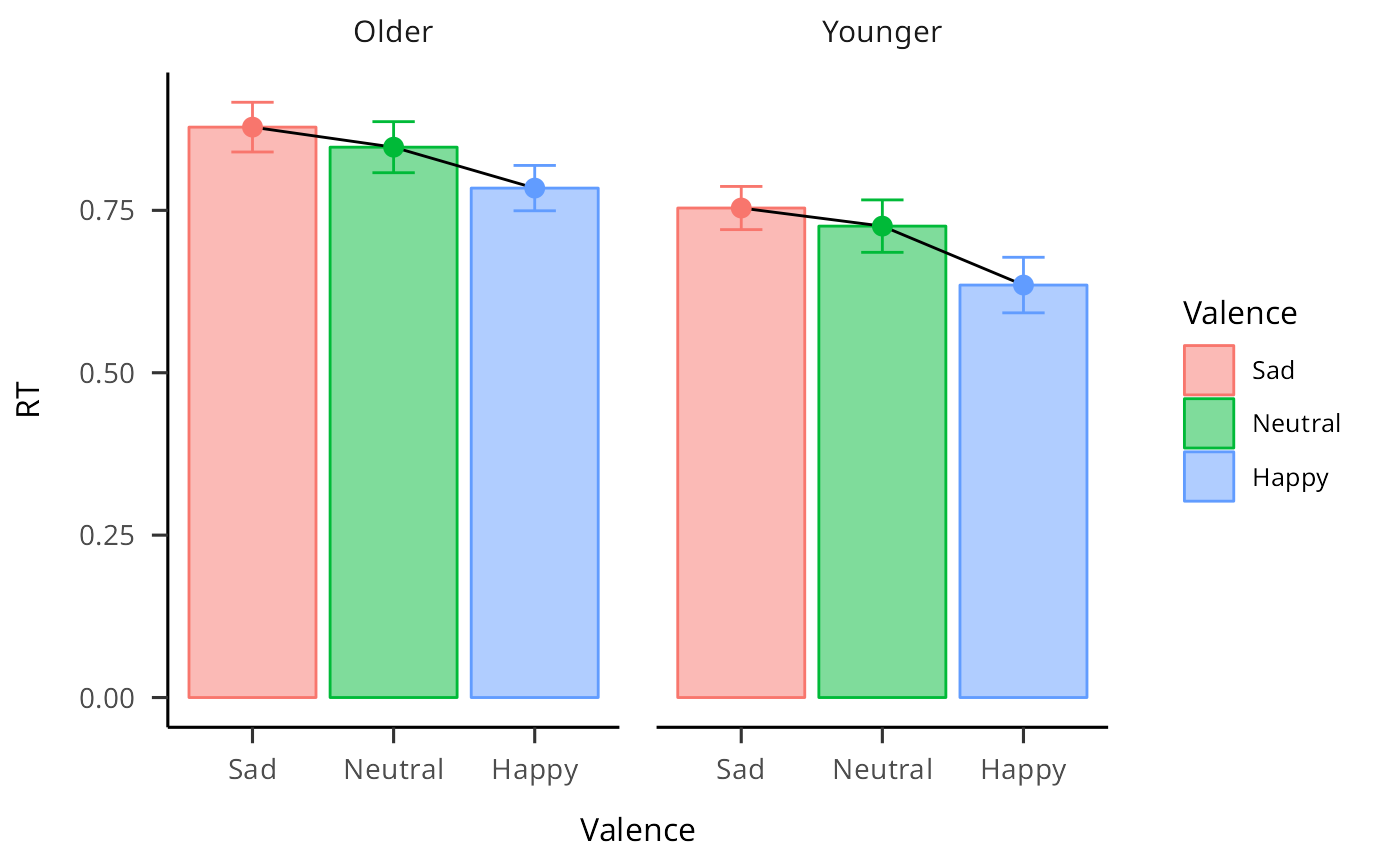 Older
Younger
RT
0.75
0.50
0.25
0.00
Sad
Neutral
Happy
Sad
Neutral
Happy
Valence
Valence
Sad
Neutral
Happy